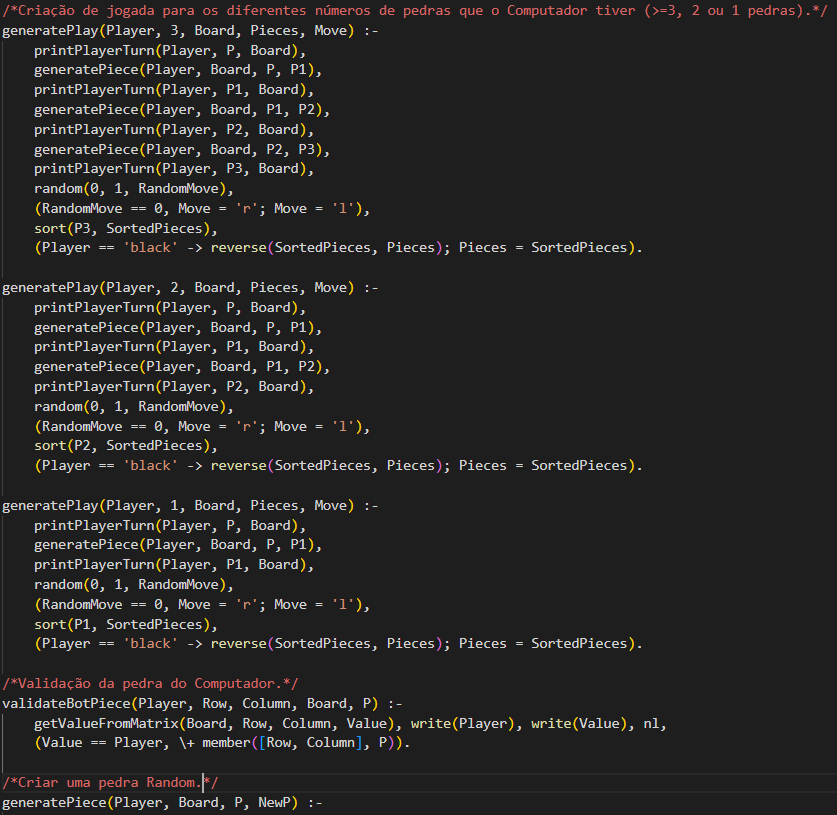 /*Criação de jogada para os diferentes números de pedras que o Computador tiver (>=3, 2 ou 1 pedras).*/
generatePlay(Player, 3, Board, Pieces, Move) :-
    printPlayerTurn(Player, P, Board),
    generatePiece(Player, Board, P, P1),
    printPlayerTurn(Player, P1, Board),
    generatePiece(Player, Board, P1, P2),
    printPlayerTurn(Player, P2, Board),
    generatePiece(Player, Board, P2, P3),
    printPlayerTurn(Player, P3, Board),
    random(0, 1, RandomMove),
    (RandomMove == 0, Move = 'r'; Move = 'l'),
    sort(P3, SortedPieces),
    (Player == 'black' -> reverse(SortedPieces, Pieces); Pieces = SortedPieces).

generatePlay(Player, 2, Board, Pieces, Move) :-
    printPlayerTurn(Player, P, Board),
    generatePiece(Player, Board, P, P1),
    printPlayerTurn(Player, P1, Board),
    generatePiece(Player, Board, P1, P2),
    printPlayerTurn(Player, P2, Board),
    random(0, 1, RandomMove),
    (RandomMove == 0, Move = 'r'; Move = 'l'),
    sort(P2, SortedPieces),
    (Player == 'black' -> reverse(SortedPieces, Pieces); Pieces = SortedPieces).

generatePlay(Player, 1, Board, Pieces, Move) :-
    printPlayerTurn(Player, P, Board),
    generatePiece(Player, Board, P, P1),
    printPlayerTurn(Player, P1, Board),
    random(0, 1, RandomMove),
    (RandomMove == 0, Move = 'r'; Move = 'l'),
    sort(P1, SortedPieces),
    (Player == 'black' -> reverse(SortedPieces, Pieces); Pieces = SortedPieces).

/*Validação da pedra do Computador.*/
validateBotPiece(Player, Row, Column, Board, P) :-
    getValueFromMatrix(Board, Row, Column, Value), write(Player), write(Value), nl,
    (Value == Player, \+ member([Row, Column], P)).

/*Criar uma pedra Random.*/
generatePiece(Player, Board, P, NewP) :-